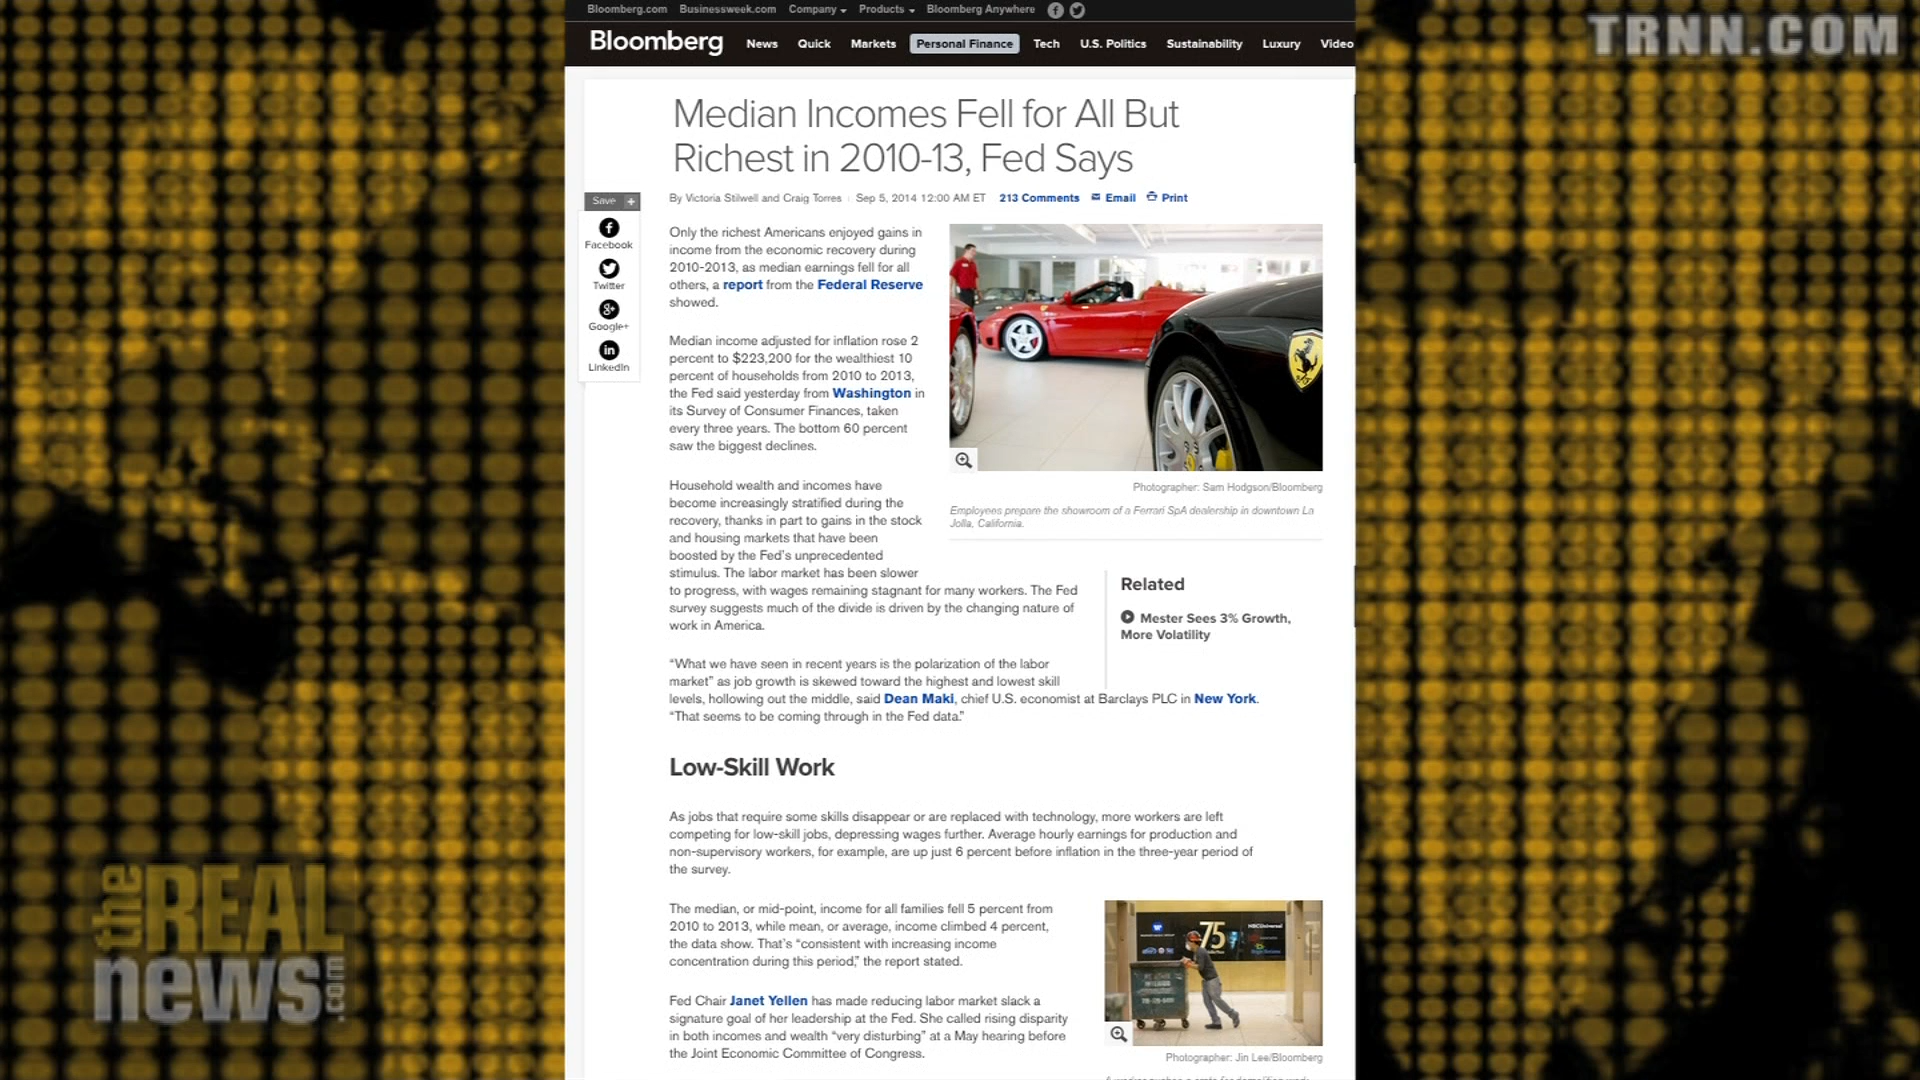 Bloomberg.com Businessweek.com Company Products Bloomberg Anywhere
TRNN.COM
Bloomberg News Quick Markets Personal Finance Tech U.S. Politics Sustainability Luxury Video
Median Incomes Fell for All But
Richest in 2010-13, Fed Says
By Victoria Stilwell and Craig Torres Sep 5, 2014 12:00 AM ET 213 Comments Email Print
Save +
Facebook
Twitter
Google+
LinkedIn
Only the richest Americans enjoyed gains in
income from the economic recovery during
2010-2013, as median earnings fell for all
others, a report from the Federal Reserve
showed.
Median income adjusted for inflation rose 2
percent to $223,200 for the wealthiest 10
percent of households from 2010 to 2013,
the Fed said yesterday from Washington in
its Survey of Consumer Finances, taken
every three years. The bottom 60 percent
saw the biggest declines.
Photographer: Sam Hodgson/Bloomberg
Employees prepare the showroom of a Ferrari SpA dealership in downtown La
Jolla, California.
Household wealth and incomes have
become increasingly stratified during the
recovery, thanks in part to gains in the stock
and housing markets that have been
boosted by the Fed's unprecedented
stimulus. The labor market has been slower
to progress, with wages remaining stagnant for many workers. The Fed
survey suggests much of the divide is driven by the changing nature of
work in America.
Related
Mester Sees 3% Growth,
More Volatility
“What we have seen in recent years is the polarization of the labor
market” as job growth is skewed toward the highest and lowest skill
levels, hollowing out the middle, said Dean Maki, chief U.S. economist at Barclays PLC in New York.
“That seems to be coming through in the Fed data.”
Low-Skill Work
As jobs that require some skills disappear or are replaced with technology, more workers are left
competing for low-skill jobs, depressing wages further. Average hourly earnings for production and
non-supervisory workers, for example, are up just 6 percent before inflation in the three-year period of
the survey.
The median, or mid-point, income for all families fell 5 percent from
2010 to 2013, while mean, or average, income climbed 4 percent,
the data show. That's “consistent with increasing income
concentration during this period,” the report stated.
Fed Chair Janet Yellen has made reducing labor market slack a
signature goal of her leadership at the Fed. She called rising disparity
in both incomes and wealth “very disturbing” at a May hearing before
the Joint Economic Committee of Congress.
75
NBCUniversal
Photographer: Jin Lee/Bloomberg
the REAL
news.com